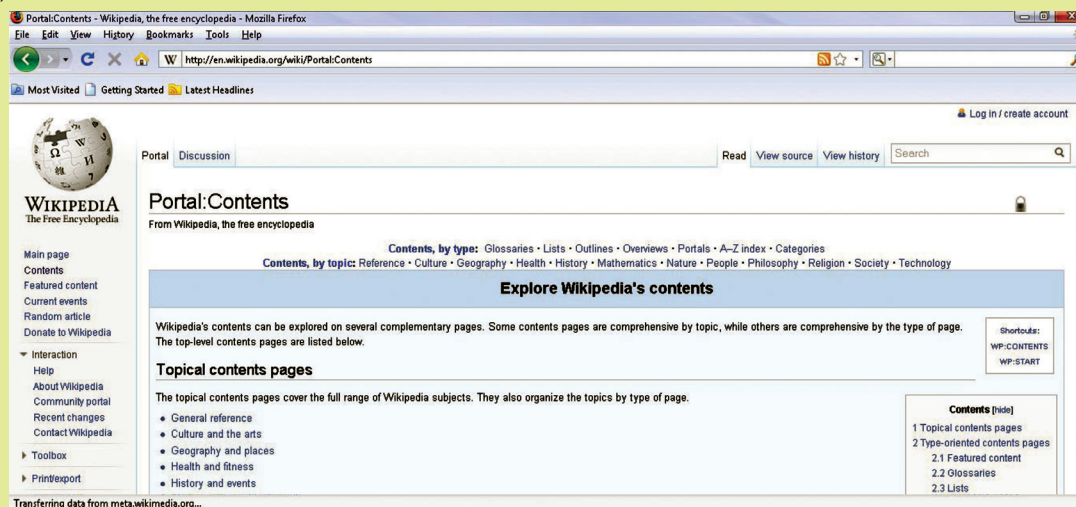 Portal:Contents - Wikipedia, the free encyclopedia - Mozilla Firefox
File Edit View History Bookmarks Tools Help
W http://en.wikipedia.org/wiki/Portal:Contents
Most Visited Getting Started Latest Headlines
Log in / create account
Portal Discussion Read View source View history Search
WIKIPEDIA
The Free Encyclopedia
Main page
Contents
Featured content
Current events
Random article
Donate to Wikipedia
Interaction
Help
About Wikipedia
Community portal
Recent changes
Contact Wikipedia
Toolbox
Print/export
Portal:Contents
From Wikipedia, the free encyclopedia
Contents, by type: Glossaries • Lists • Outlines • Overviews • Portals • A–Z index • Categories
Contents, by topic: Reference • Culture • Geography • Health • History • Mathematics • Nature • People • Philosophy • Religion • Society • Technology
Explore Wikipedia's contents
Wikipedia's contents can be explored on several complementary pages. Some contents pages are comprehensive by topic, while others are comprehensive by the type of page.
The top-level contents pages are listed below.
Shortcuts:
WP:CONTENTS
WP:START
Topical contents pages
The topical contents pages cover the full range of Wikipedia subjects. They also organize the topics by type of page.
• General reference
• Culture and the arts
• Geography and places
• Health and fitness
• History and events
Contents [hide]
1 Topical contents pages
2 Type-oriented contents pages
2.1 Featured content
2.2 Glossaries
2.3 Lists
Transferring data from meta.wikimedia.org...